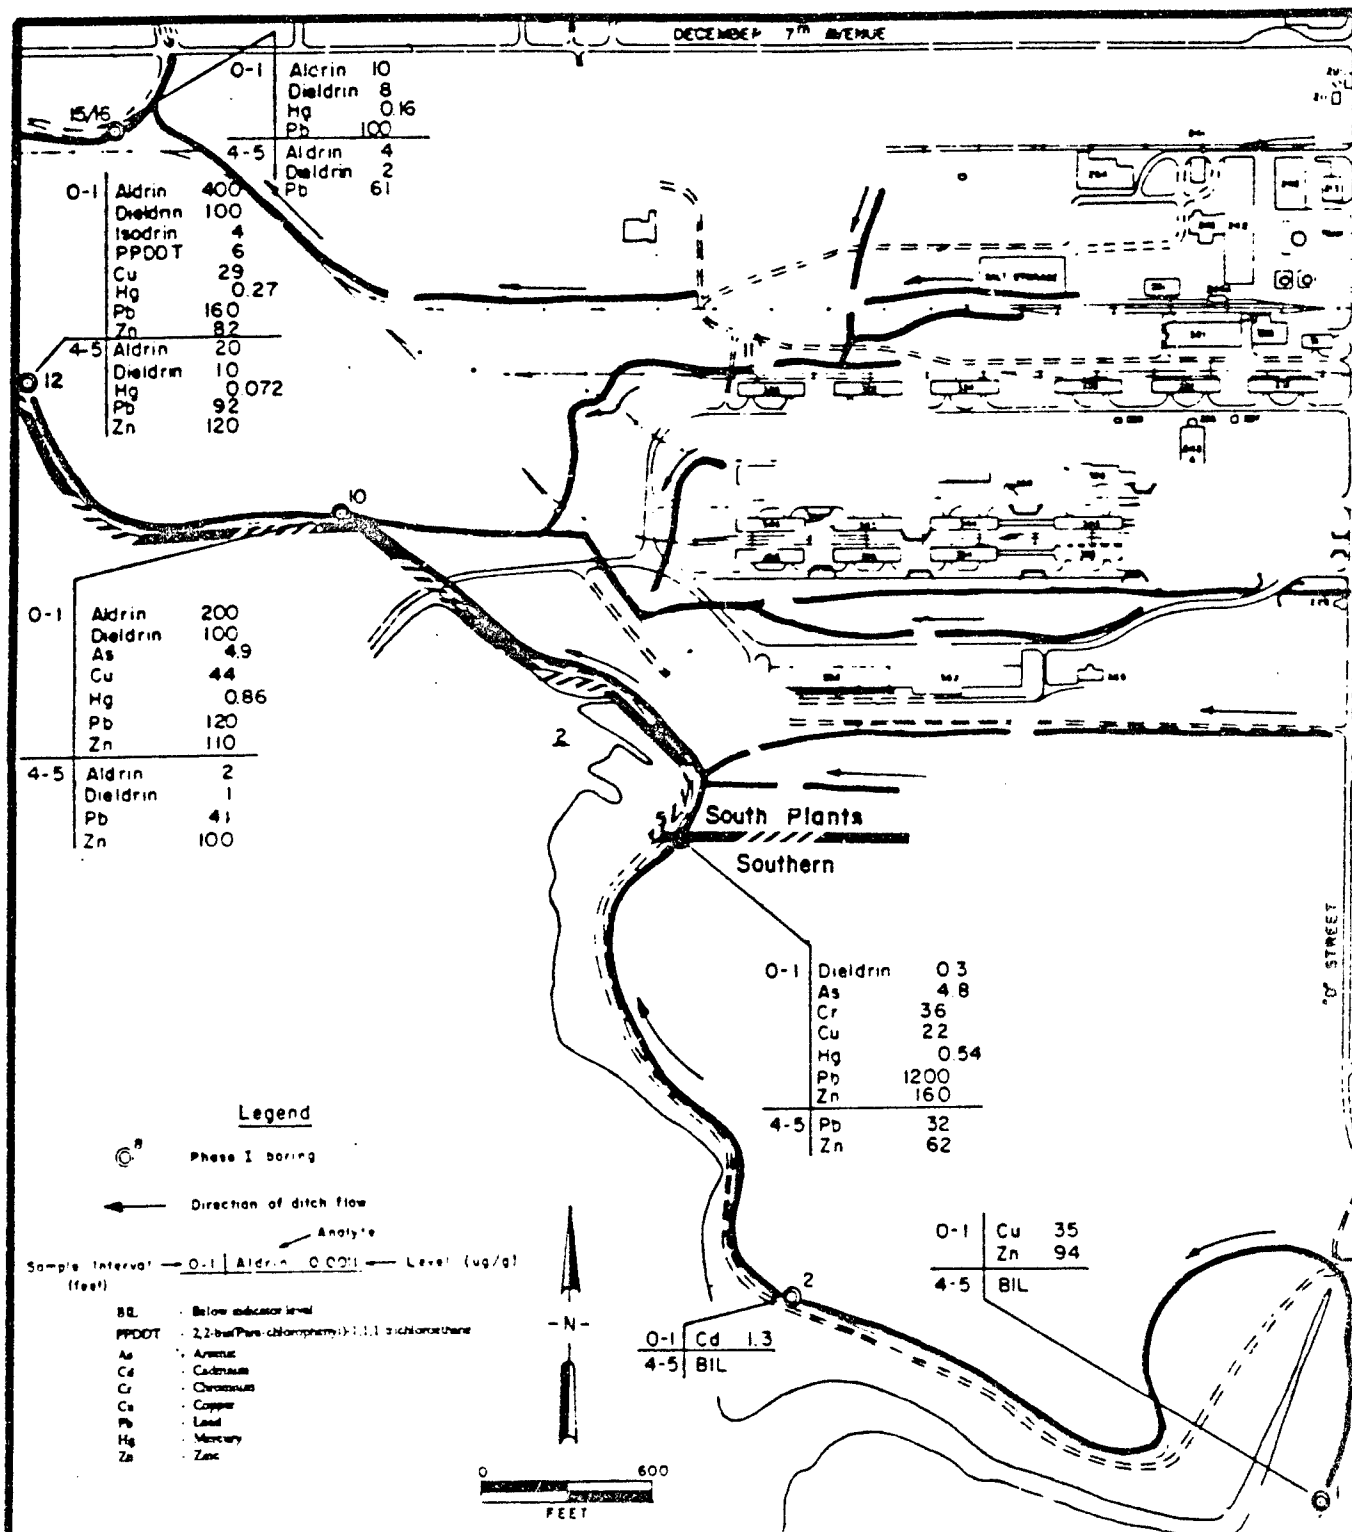 DECEMBER 7th AVENUE
0-1 Aldrin 10
Dieldrin 8
Hg 0.16
Pb 100
4-5 Aldrin 4
Dieldrin 2
Pb 61
15/16
0-1 Aldrin 400
Dieldrin 100
Isodrin 4
PPDDT 6
Cu 29
Hg 0.27
Pb 160
Zn 82
4-5 Aldrin 20
Dieldrin 10
Hg 0.072
Pb 92
Zn 120
12
SALT STORAGE
11
10
0-1 Aldrin 200
Dieldrin 100
As 4.9
Cu 44
Hg 0.86
Pb 120
Zn 110
4-5 Aldrin 2
Dieldrin 1
Pb 41
Zn 100
2
5
South Plants
Southern
"D" STREET
0-1 Dieldrin 0.3
As 4.8
Cr 36
Cu 22
Hg 0.54
Pb 1200
Zn 160
4-5 Pb 32
Zn 62
0-1 Cu 35
Zn 94
4-5 BIL
2
0-1 Cd 1.3
4-5 BIL
1
Legend
8
Phase I boring
Direction of ditch flow
Analyte
Sample Interval 0-1 Aldrin Level (ug/g)
(feet)
BIL - Below indicator level
PPDDT - 2,2-bis(Para-chlorophenyl)-1,1,1 trichloroethane
As - Arsenic
Cd - Cadmium
Cr - Chromium
Cu - Copper
Pb - Lead
Hg - Mercury
Zn - Zinc
-N-
0 600
FEET